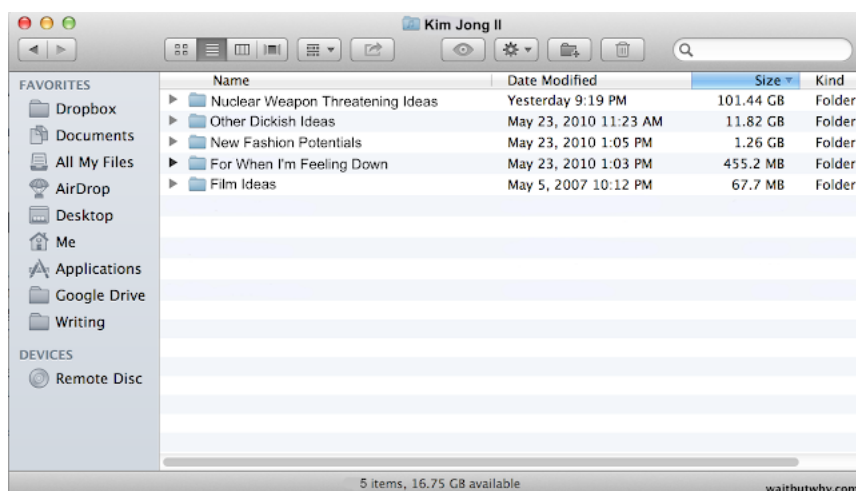 Kim Jong Il
FAVORITES
Dropbox
Documents
All My Files
AirDrop
Desktop
Me
Applications
Google Drive
Writing
DEVICES
Remote Disc
Name Date Modified Size Kind
Nuclear Weapon Threatening Ideas Yesterday 9:19 PM 101.44 GB Folder
Other Dickish Ideas May 23, 2010 11:23 AM 11.82 GB Folder
New Fashion Potentials May 23, 2010 1:05 PM 1.26 GB Folder
For When I'm Feeling Down May 23, 2010 1:03 PM 455.2 MB Folder
Film Ideas May 5, 2007 10:12 PM 67.7 MB Folder
5 items, 16.75 GB available
waitbutwhy.com